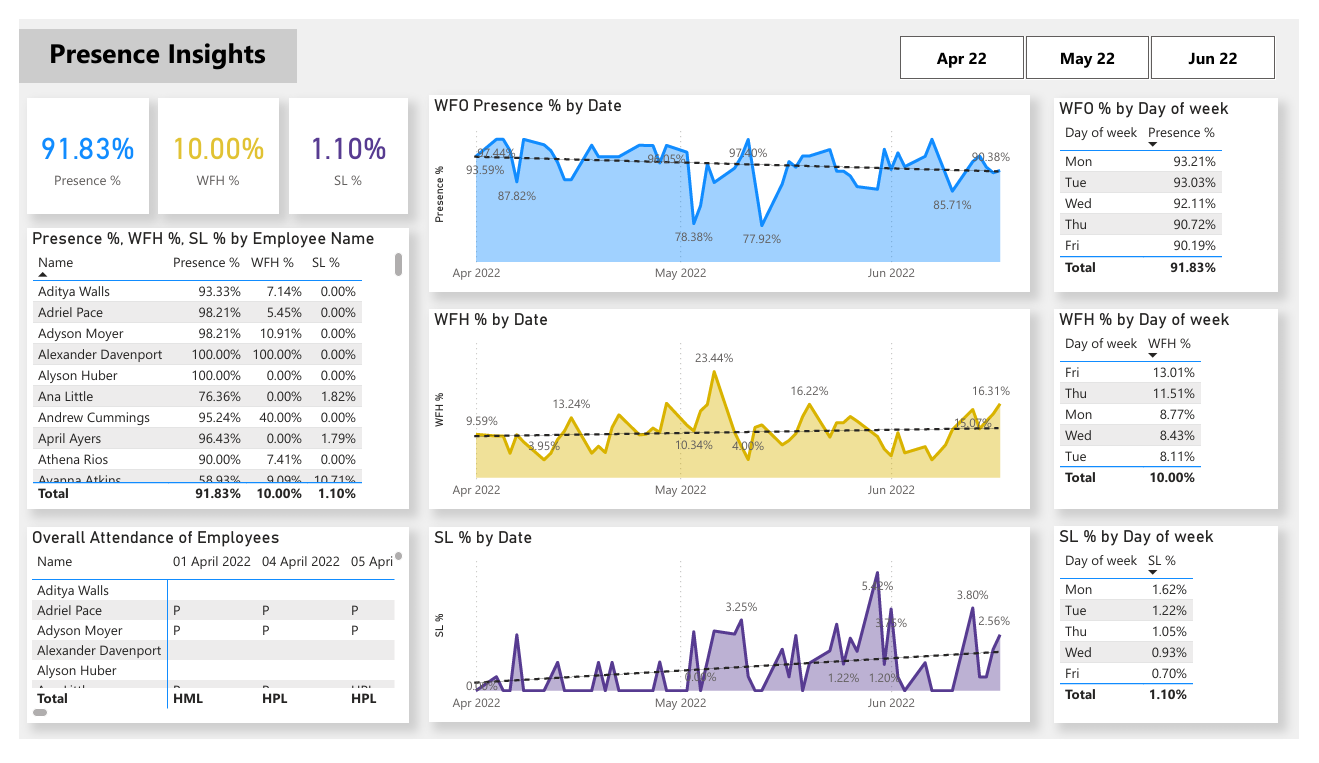 Presence Insights
Apr 22
May 22
Jun 22
91.83%
Presence %
10.00%
WFH %
1.10%
SL %
Presence %, WFH %, SL % by Employee Name
Name Presence % WFH % SL %
Aditya Walls 93.33% 7.14% 0.00%
Adriel Pace 98.21% 5.45% 0.00%
Adyson Moyer 98.21% 10.91% 0.00%
Alexander Davenport 100.00% 100.00% 0.00%
Alyson Huber 100.00% 0.00% 0.00%
Ana Little 76.36% 0.00% 1.82%
Andrew Cummings 95.24% 40.00% 0.00%
April Ayers 96.43% 0.00% 1.79%
Athena Rios 90.00% 7.41% 0.00%
Ayanna Atkins 58.93% 9.09% 10.71%
Total 91.83% 10.00% 1.10%
Overall Attendance of Employees
Name 01 April 2022 04 April 2022 05 Apri
Aditya Walls
Adriel Pace P P P
Adyson Moyer P P P
Alexander Davenport
Alyson Huber
Total HML HPL HPL
WFO Presence % by Date
Presence %
97.44%
93.59%
87.82%
96.05%
78.38%
97.40%
77.92%
85.71%
90.38%
Apr 2022 May 2022 Jun 2022
WFH % by Date
WFH %
9.59%
3.95%
13.24%
10.34%
23.44%
4.00%
16.22%
15.07%
16.31%
Apr 2022 May 2022 Jun 2022
SL % by Date
SL %
0.00%
0.00%
3.25%
1.22%
5.42%
1.20%
3.75%
3.80%
2.56%
Apr 2022 May 2022 Jun 2022
WFO % by Day of week
Day of week Presence %
Mon 93.21%
Tue 93.03%
Wed 92.11%
Thu 90.72%
Fri 90.19%
Total 91.83%
WFH % by Day of week
Day of week WFH %
Fri 13.01%
Thu 11.51%
Mon 8.77%
Wed 8.43%
Tue 8.11%
Total 10.00%
SL % by Day of week
Day of week SL %
Mon 1.62%
Tue 1.22%
Thu 1.05%
Wed 0.93%
Fri 0.70%
Total 1.10%